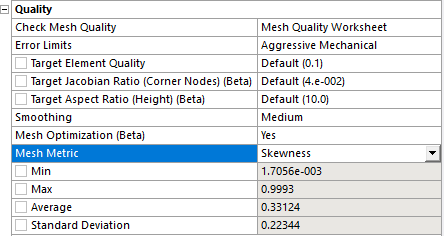 Quality
Check Mesh Quality Mesh Quality Worksheet
Error Limits Aggressive Mechanical
Target Element Quality Default (0.1)
Target Jacobian Ratio (Corner Nodes) (Beta) Default (4.e-002)
Target Aspect Ratio (Height) (Beta) Default (10.0)
Smoothing Medium
Mesh Optimization (Beta) Yes
Mesh Metric Skewness
Min 1.7056e-003
Max 0.9993
Average 0.33124
Standard Deviation 0.22344